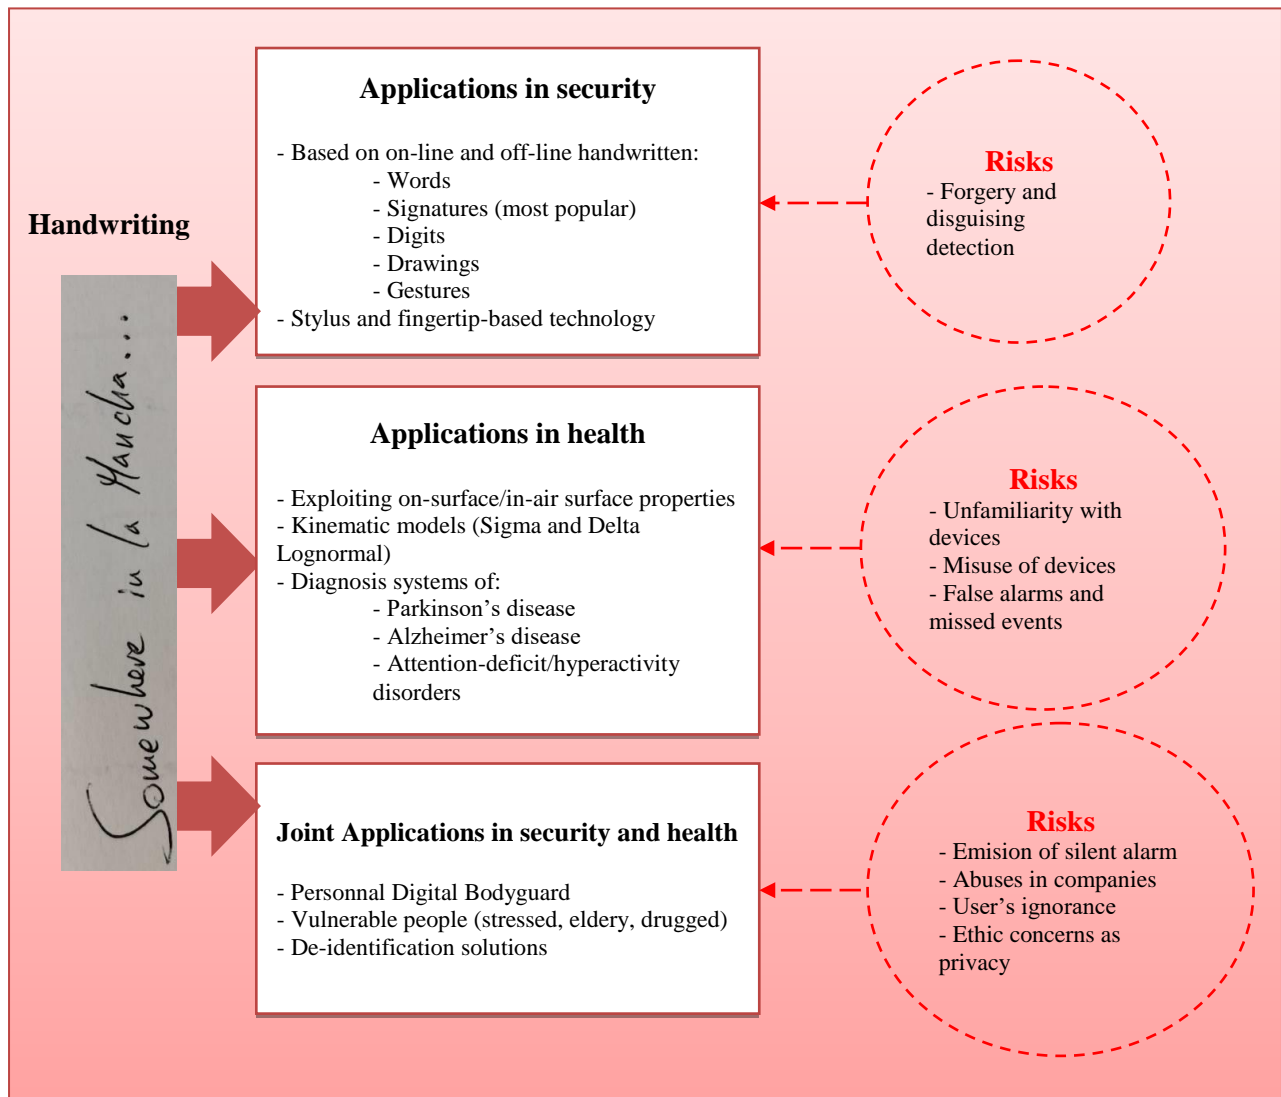 Handwriting
Somewhere in la Mancha...
Applications in security
- Based on on-line and off-line handwritten:
- Words
- Signatures (most popular)
- Digits
- Drawings
- Gestures
- Stylus and fingertip-based technology
Risks
- Forgery and
disguising
detection
Applications in health
- Exploiting on-surface/in-air surface properties
- Kinematic models (Sigma and Delta
Lognormal)
- Diagnosis systems of:
- Parkinson's disease
- Alzheimer's disease
- Attention-deficit/hyperactivity
disorders
Risks
- Unfamiliarity with
devices
- Misuse of devices
- False alarms and
missed events
Joint Applications in security and health
- Personnal Digital Bodyguard
- Vulnerable people (stressed, eldery, drugged)
- De-identification solutions
Risks
- Emision of silent alarm
- Abuses in companies
- User's ignorance
- Ethic concerns as
privacy